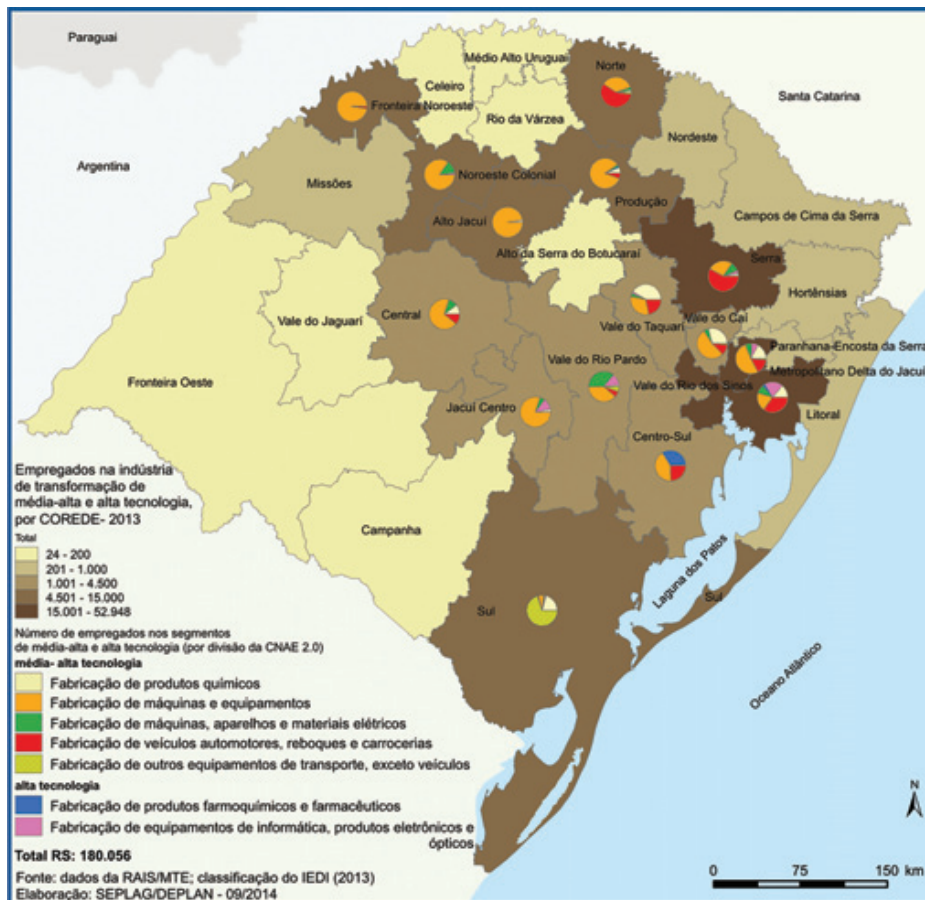 Paraguai
Médio Alto Uruguai
Norte
Celeiro
Fronteira Noroeste
Santa Catarina
Rio da Várzea
Nordeste
Argentina
Noroeste Colonial
Missões
Produção
Alto Jacuí
Campos de Cima da Serra
Alto da Serra do Botucaraí
Serra
Hortênsias
Central
Vale do Jaguarí
Vale do Taquari
Vale do Caí
Paranhana-Encosta da Serra
Vale do Rio Pardo
Metropolitano Delta do Jacuí
Fronteira Oeste
Vale do Rio dos Sinos
Jacuí Centro
Litoral
Centro-Sul
Campanha
Laguna dos Patos
Sul
Sul
Oceano Atlântico
Empregados na indústria
de transformação de
média-alta e alta tecnologia,
por COREDE- 2013
Total
24 - 200
201 - 1.000
1.001 - 4.500
4.501 - 15.000
15.001 - 52.948
Número de empregados nos segmentos
de média-alta e alta tecnologia (por divisão da CNAE 2.0)
média- alta tecnologia
Fabricação de produtos químicos
Fabricação de máquinas e equipamentos
Fabricação de máquinas, aparelhos e materiais elétricos
Fabricação de veículos automotores, reboques e carrocerias
Fabricação de outros equipamentos de transporte, exceto veículos
alta tecnologia
Fabricação de produtos farmoquímicos e farmacêuticos
Fabricação de equipamentos de informática, produtos eletrônicos e
ópticos
Total RS: 180.056
Fonte: dados da RAIS/MTE; classificação do IEDI (2013)
Elaboração: SEPLAG/DEPLAN - 09/2014
N
0 75 150 km